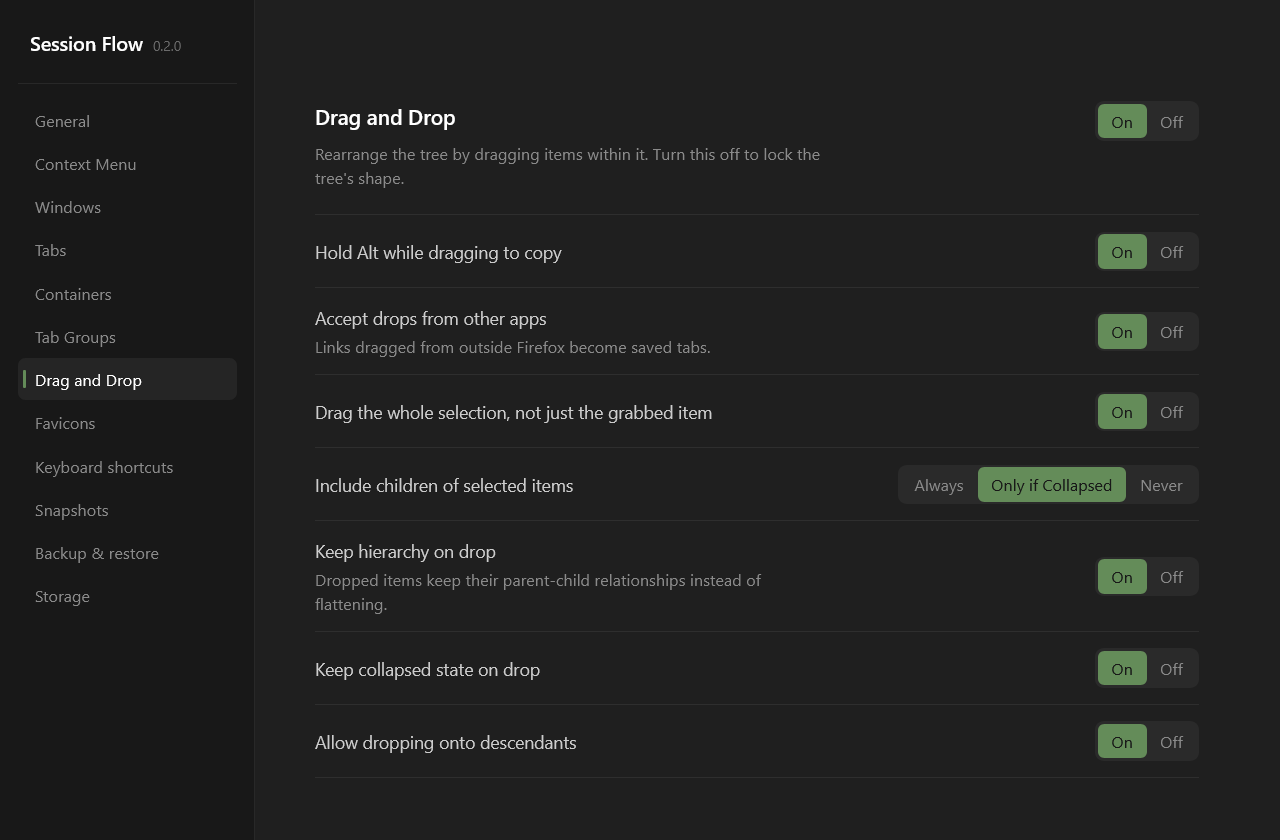 Session Flow 0.2.0
General
Context Menu
Windows
Tabs
Containers
Tab Groups
Drag and Drop
Favicons
Keyboard shortcuts
Snapshots
Backup & restore
Storage
Drag and Drop
On Off
Rearrange the tree by dragging items within it. Turn this off to lock the
tree's shape.
Hold Alt while dragging to copy
On Off
Accept drops from other apps
Links dragged from outside Firefox become saved tabs.
On Off
Drag the whole selection, not just the grabbed item
On Off
Include children of selected items
Always Only if Collapsed Never
Keep hierarchy on drop
Dropped items keep their parent-child relationships instead of
flattening.
On Off
Keep collapsed state on drop
On Off
Allow dropping onto descendants
On Off